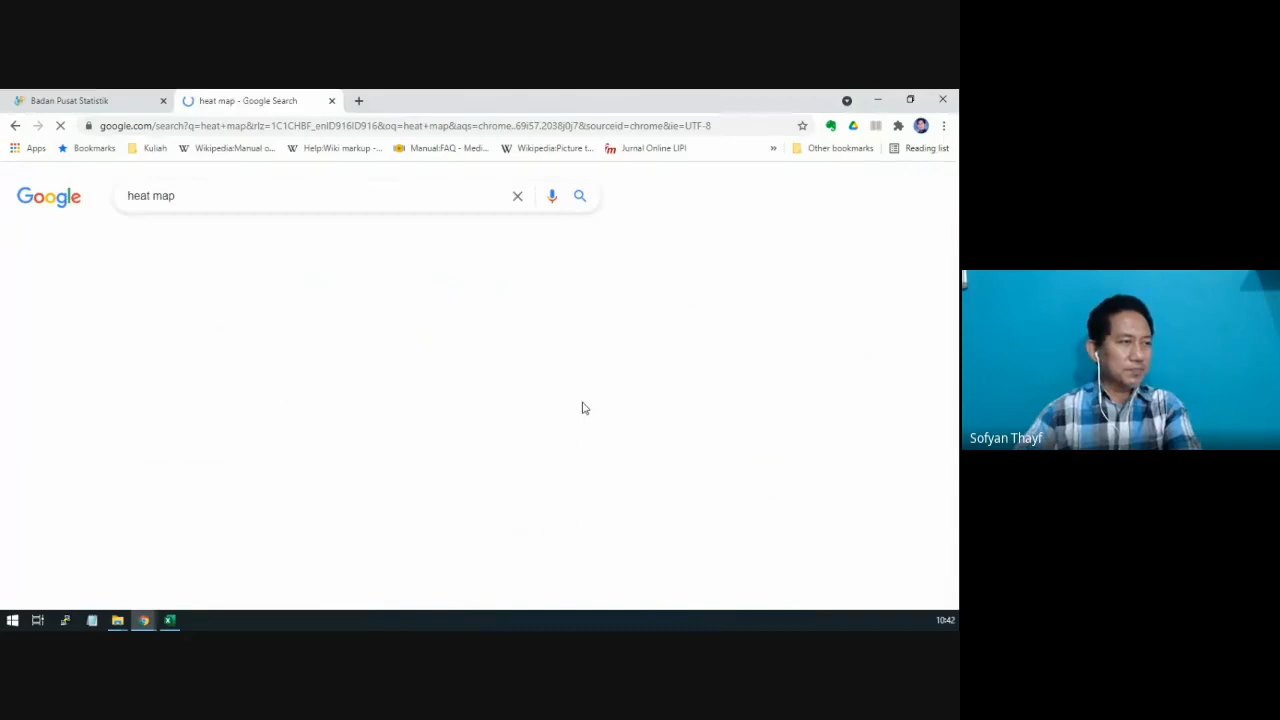 Badan Pusat Statistik
heat map - Google Search
google.com/search?q=heat+map&rlz=1C1CHBF_enID916ID916&oq=heat+map&aqs=chrome..69i57.2038j0j7&sourceid=chrome&ie=UTF-8
Apps Bookmarks Kuliah Wikipedia:Manual o... Help:Wiki markup -... Manual:FAQ - Medi... Wikipedia:Picture t... Jurnal Online LIPI » Other bookmarks Reading list
Google heat map
Sofyan Thayf
10:42